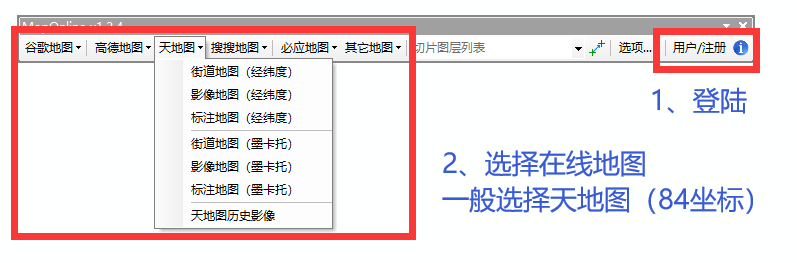 MapOnline v1.3.4
谷歌地图 高德地图 天地图 搜搜地图 必应地图 其它地图 切片图层列表 选项... 用户/注册
街道地图（经纬度）
影像地图（经纬度）
标注地图（经纬度）
街道地图（墨卡托）
影像地图（墨卡托）
标注地图（墨卡托）
天地图历史影像
1、登陆
2、选择在线地图
一般选择天地图（84坐标）